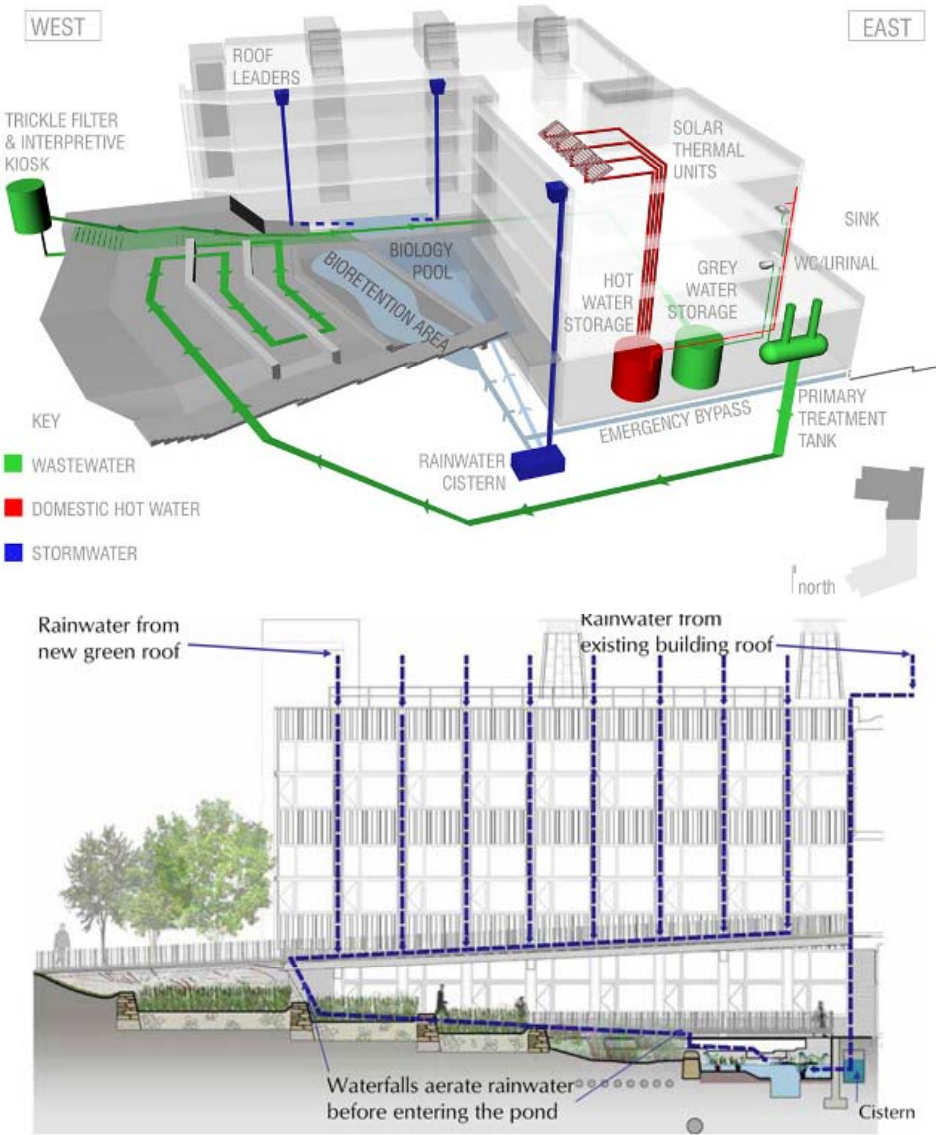 WEST
EAST
ROOF
LEADERS
TRICKLE FILTER
& INTERPRETIVE
KIOSK
SOLAR
THERMAL
UNITS
SINK
BIOLOGY
POOL
WC/URINAL
HOT
WATER
STORAGE
GREY
WATER
STORAGE
BIORETENTION AREA
KEY
WASTEWATER
DOMESTIC HOT WATER
STORMWATER
EMERGENCY BYPASS
PRIMARY
TREATMENT
TANK
RAINWATER
CISTERN
north
Rainwater from
new green roof
Rainwater from
existing building roof
Waterfalls aerate rainwater
before entering the pond
Cistern